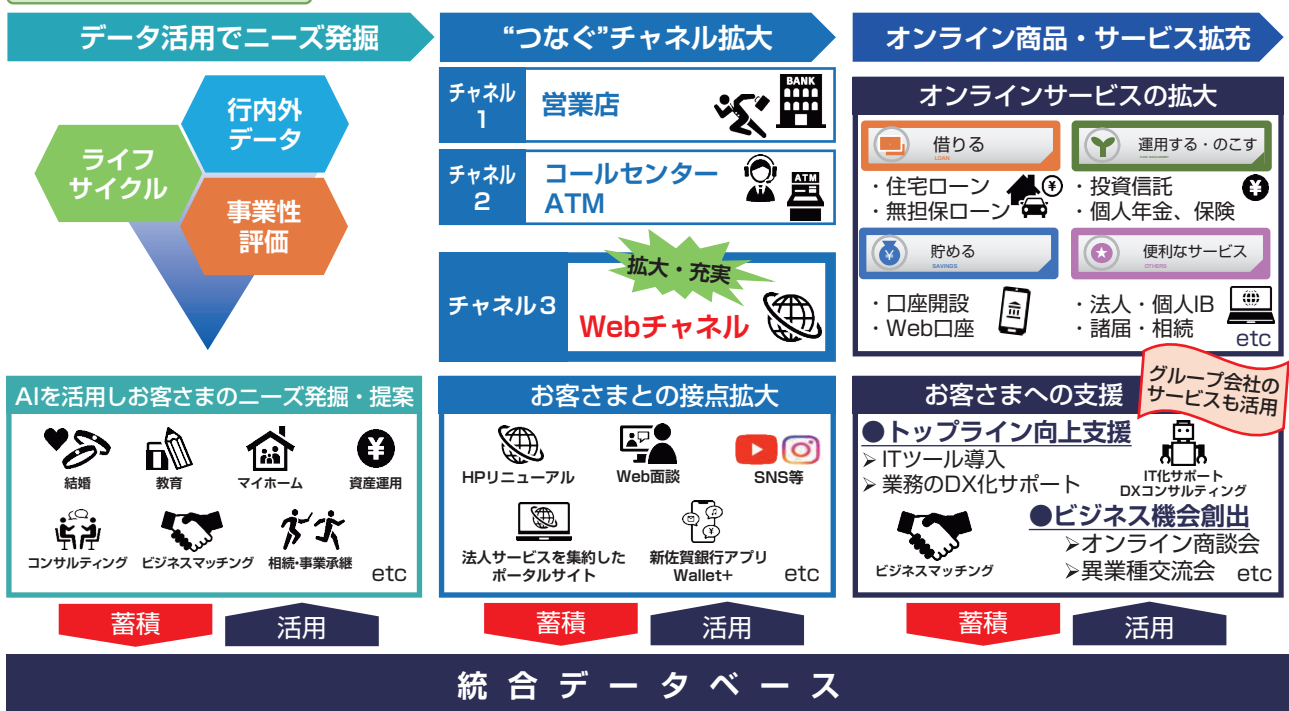 データ活用でニーズ発掘
ライフ
サイクル
行内外
データ
事業性
評価
AIを活用しお客さまのニーズ発掘・提案
結婚
教育
マイホーム
資産運用
コンサルティング
ビジネスマッチング
相続・事業承継
etc
“つなぐ”チャネル拡大
チャネル
1
営業店
BANK
チャネル
2
コールセンター
ATM
ATM
チャネル3
拡大・充実
Webチャネル
お客さまとの接点拡大
HPリニューアル
Web面談
SNS等
法人サービスを集約した
ポータルサイト
新佐賀銀行アプリ
Wallet+
etc
オンライン商品・サービス拡充
オンラインサービスの拡大
借りる
LOAN
・住宅ローン
・無担保ローン
運用する・のこす
・投資信託
・個人年金、保険
貯める
SAVINGS
・口座開設
・Web口座
便利なサービス
OTHERS
・法人・個人IB
・諸届・相続
etc
グループ会社の
サービスも活用
お客さまへの支援
●トップライン向上支援
➢ITツール導入
➢業務のDX化サポート
IT化サポート
DXコンサルティング
ビジネスマッチング
●ビジネス機会創出
➢オンライン商談会
➢異業種交流会
etc
蓄積
活用
蓄積
活用
蓄積
活用
統合データベース